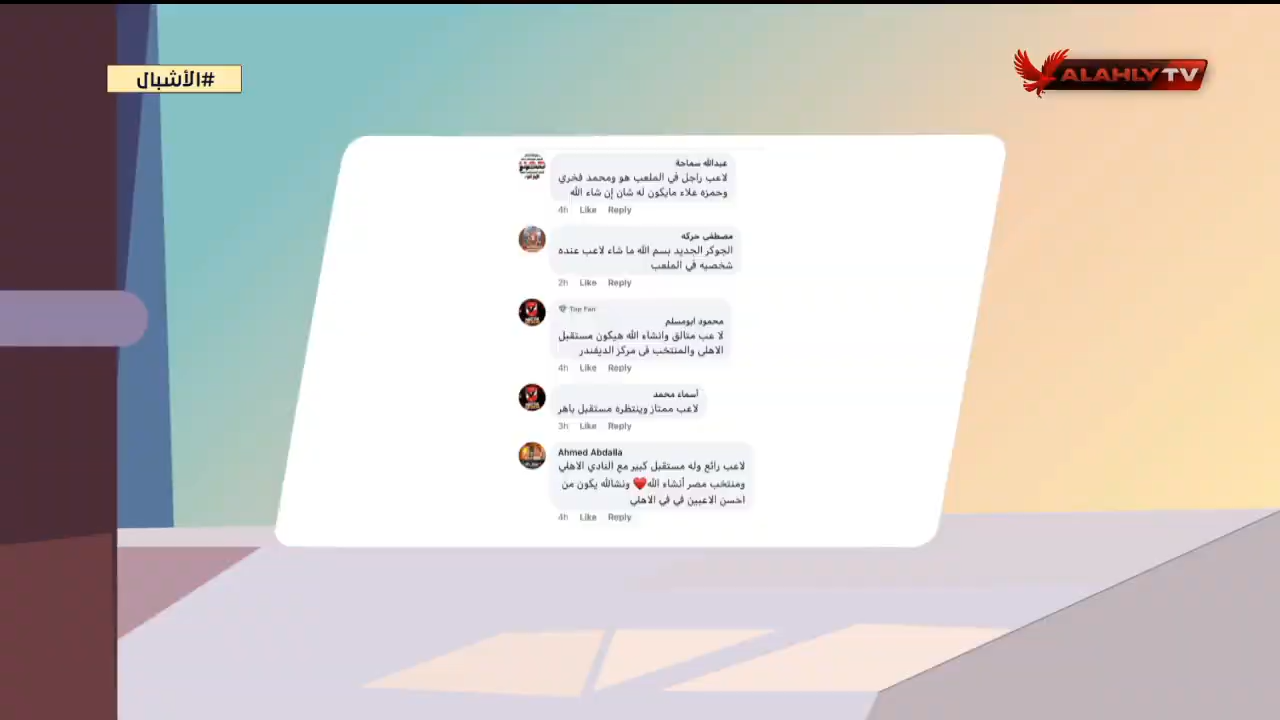 #الأشبال
ALAHLY TV
عبدالله سماحة
لاعب راجل في الملعب هو ومحمد فخري
وحمزه علاء مايكون له شان إن شاء الله
4h Like Reply
مصطفى حركه
الجوكر الجديد بسم الله ما شاء لاعب عنده
شخصيه في الملعب
2h Like Reply
Top Fan
محمود ابومسلم
لا عب متالق وانشاء الله هيكون مستقبل
الاهلى والمنتخب فى مركز الديفندر
4h Like Reply
أسماء محمد
لاعب ممتاز وينتظره مستقبل باهر
3h Like Reply
Ahmed Abdalla
لاعب رائع وله مستقبل كبير مع النادي الاهلي
ومنتخب مصر أنشاء الله❤️ ونشالله يكون من
احسن الاعبين في في الاهلي
4h Like Reply